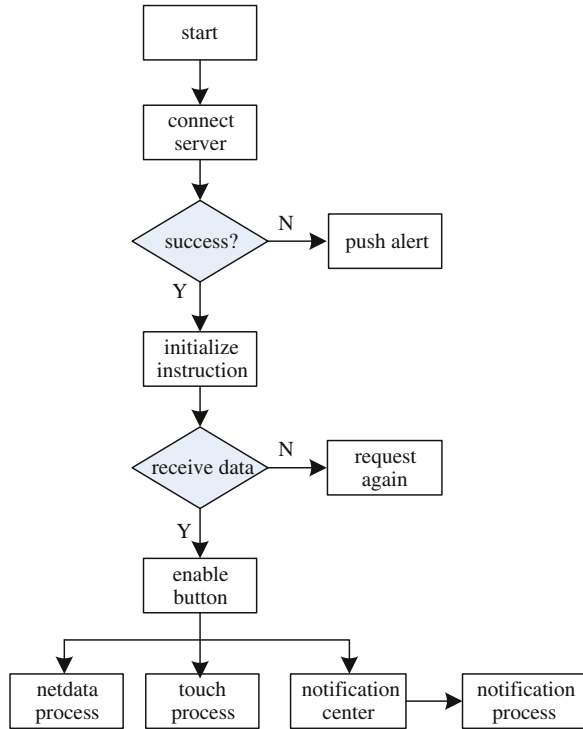 start
connect
server
success?
N
push alert
Y
initialize
instruction
receive data
N
request
again
Y
enable
button
netdata
process
touch
process
notification
center
notification
process